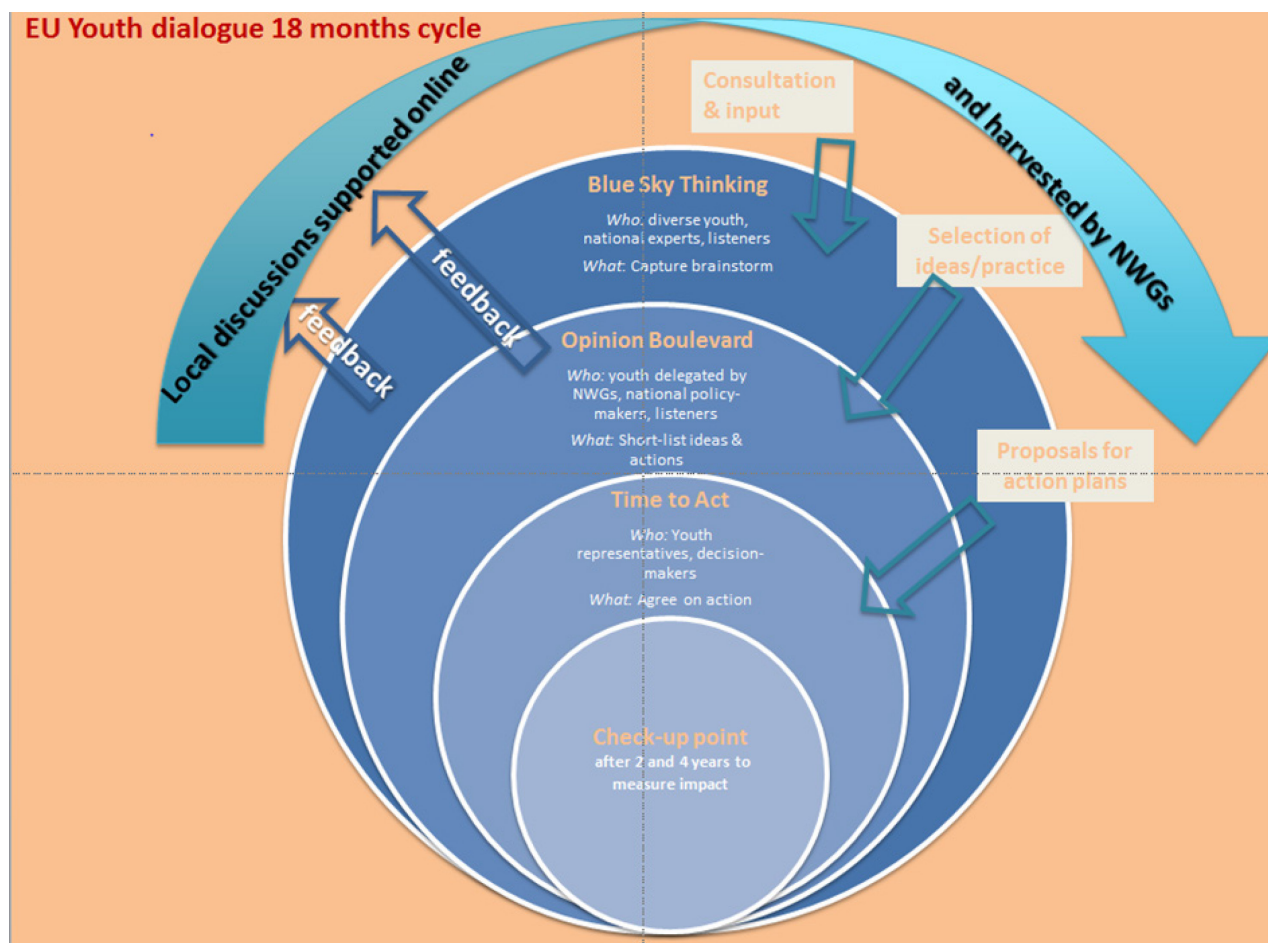 EU Youth dialogue 18 months cycle
Local discussions supported online
and harvested by NWGs
Consultation
& input
Blue Sky Thinking
Who: diverse youth,
national experts, listeners
What: Capture brainstorm
Selection of
ideas/practice
feedback
feedback
Opinion Boulevard
Who: youth delegated by
NWGs, national policy-
makers, listeners
What: Short-list ideas &
actions
Proposals for
action plans
Time to Act
Who: Youth
representatives, decision-
makers
What: Agree on action
Check-up point
after 2 and 4 years to
measure impact